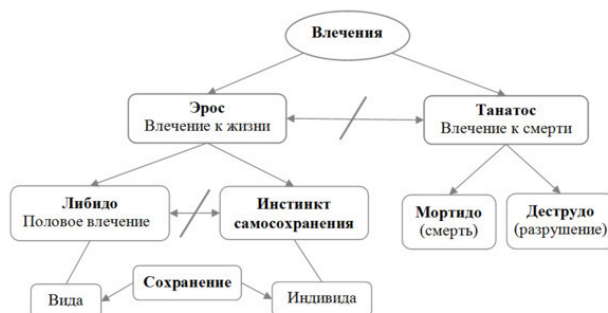 Влечения
Эрос
Влечение к жизни
Танатос
Влечение к смерти
Либидо
Половое влечение
Инстинкт
самосохранения
Мортидо
(смерть)
Деструдо
(разрушение)
Сохранение
Вида
Индивида